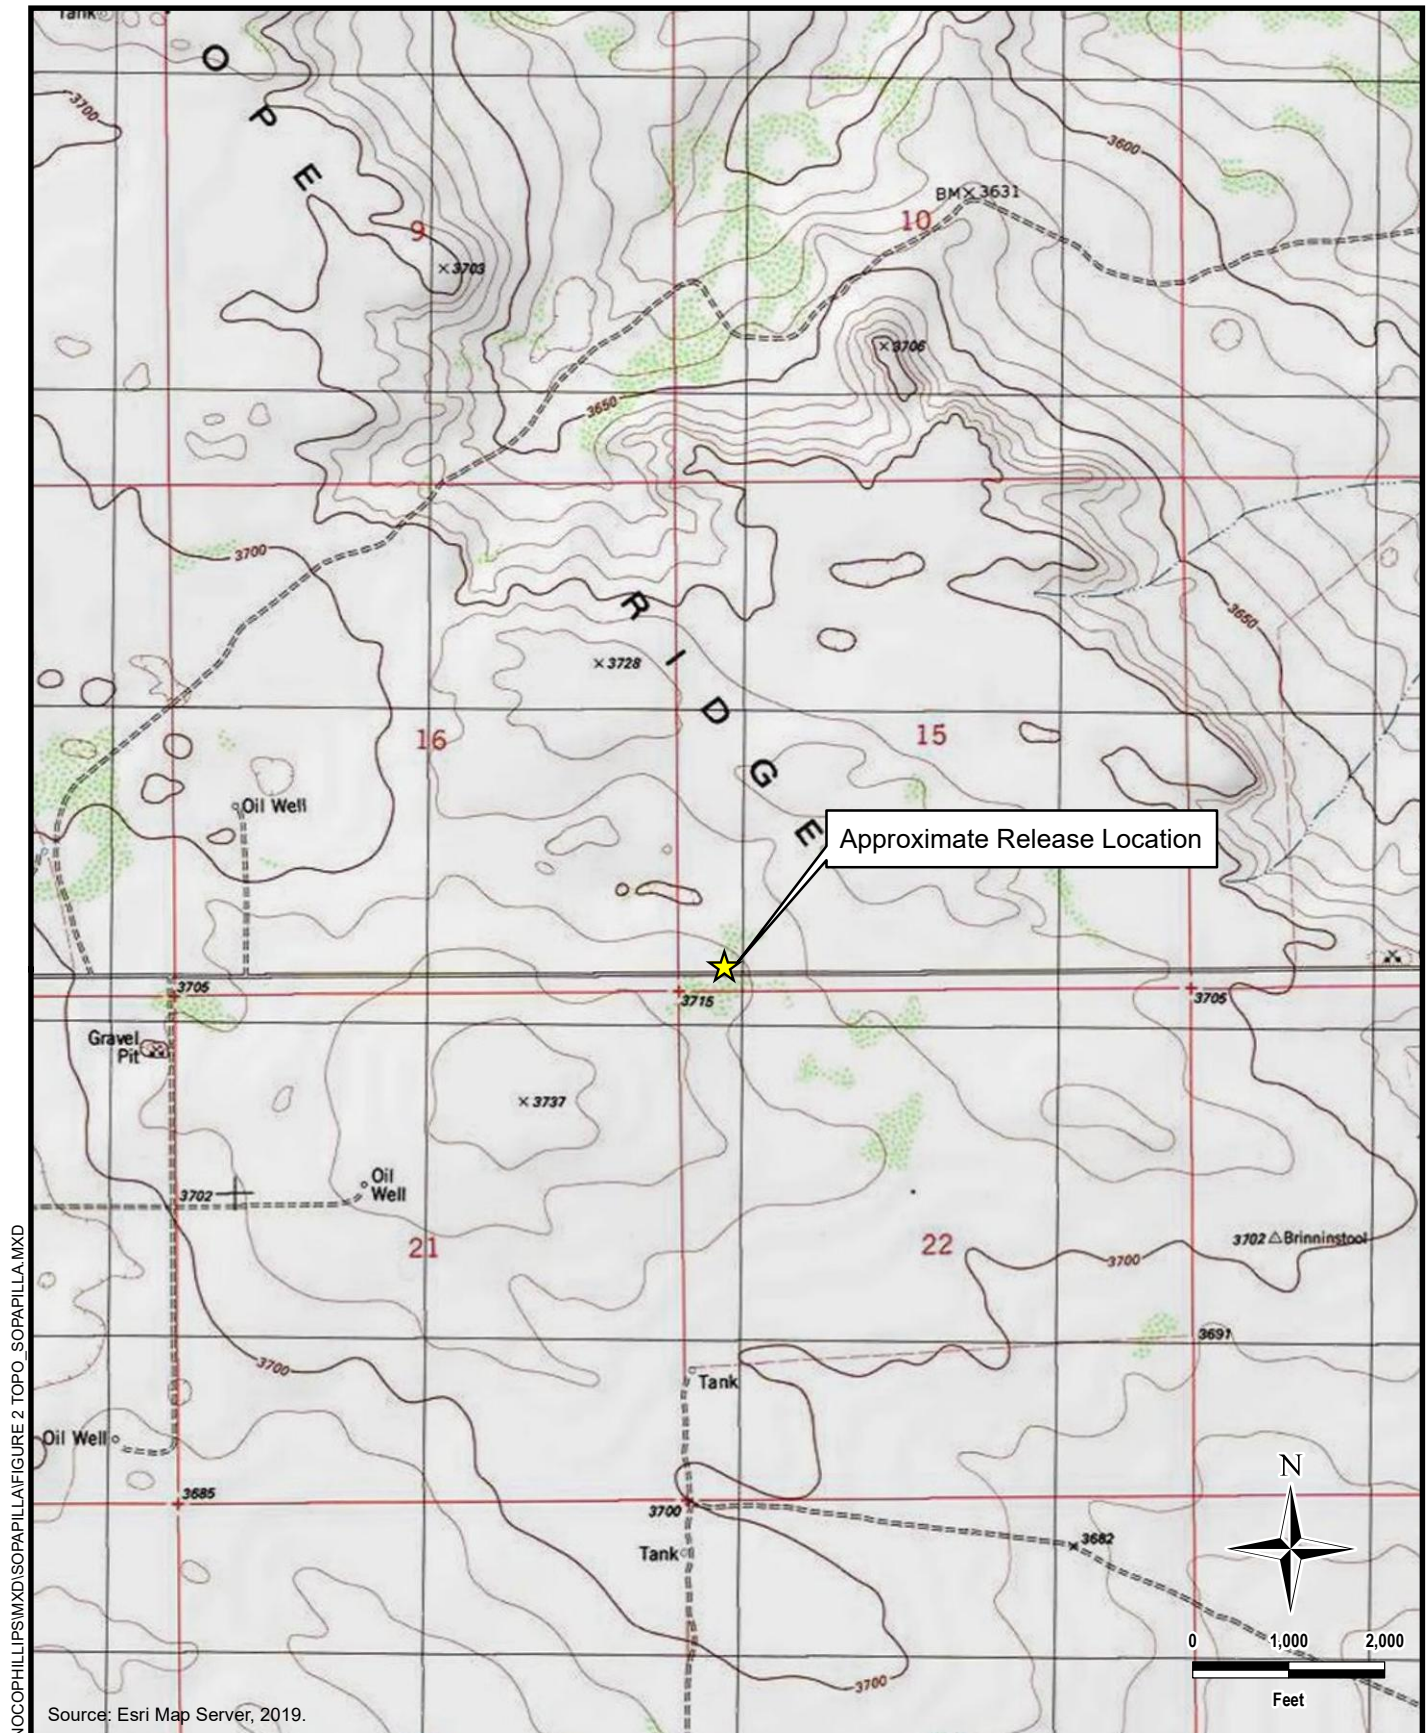 Tank
O
P
E
3700
3600
BM 3631
9
10
3703
3706
3650
3700
R
I
D
G
E
3650
3728
16
15
Oil Well
Approximate Release Location
3705
3715
3705
Gravel
Pit
3737
Oil
Well
3702
21
22
3702 Brinninstool
3700
3691
3700
Tank
Oil Well
3685
3700
Tank
3682
3700
N
0 1,000 2,000
Feet
Source: Esri Map Server, 2019.
NOCOPHILLIPS\MXD\SOPAPILLA\FIGURE 2 TOPO_SOPAPILLA.MXD